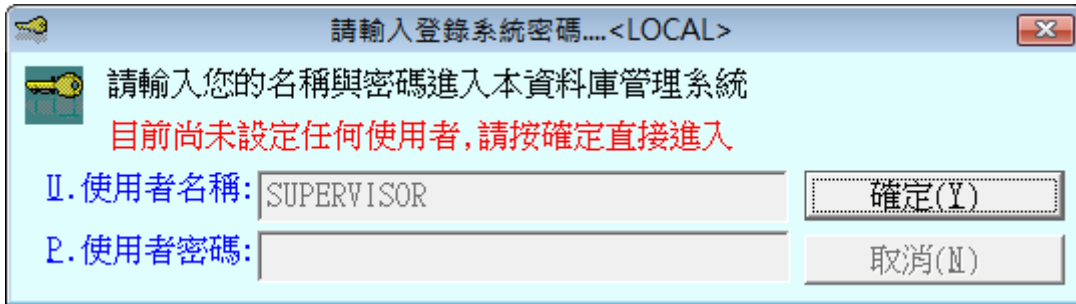 請輸入登錄系統密碼....<LOCAL>
請輸入您的名稱與密碼進入本資料庫管理系統
目前尚未設定任何使用者,請按確定直接進入
U.使用者名稱: SUPERVISOR 確定(Y)
P.使用者密碼: 取消(N)